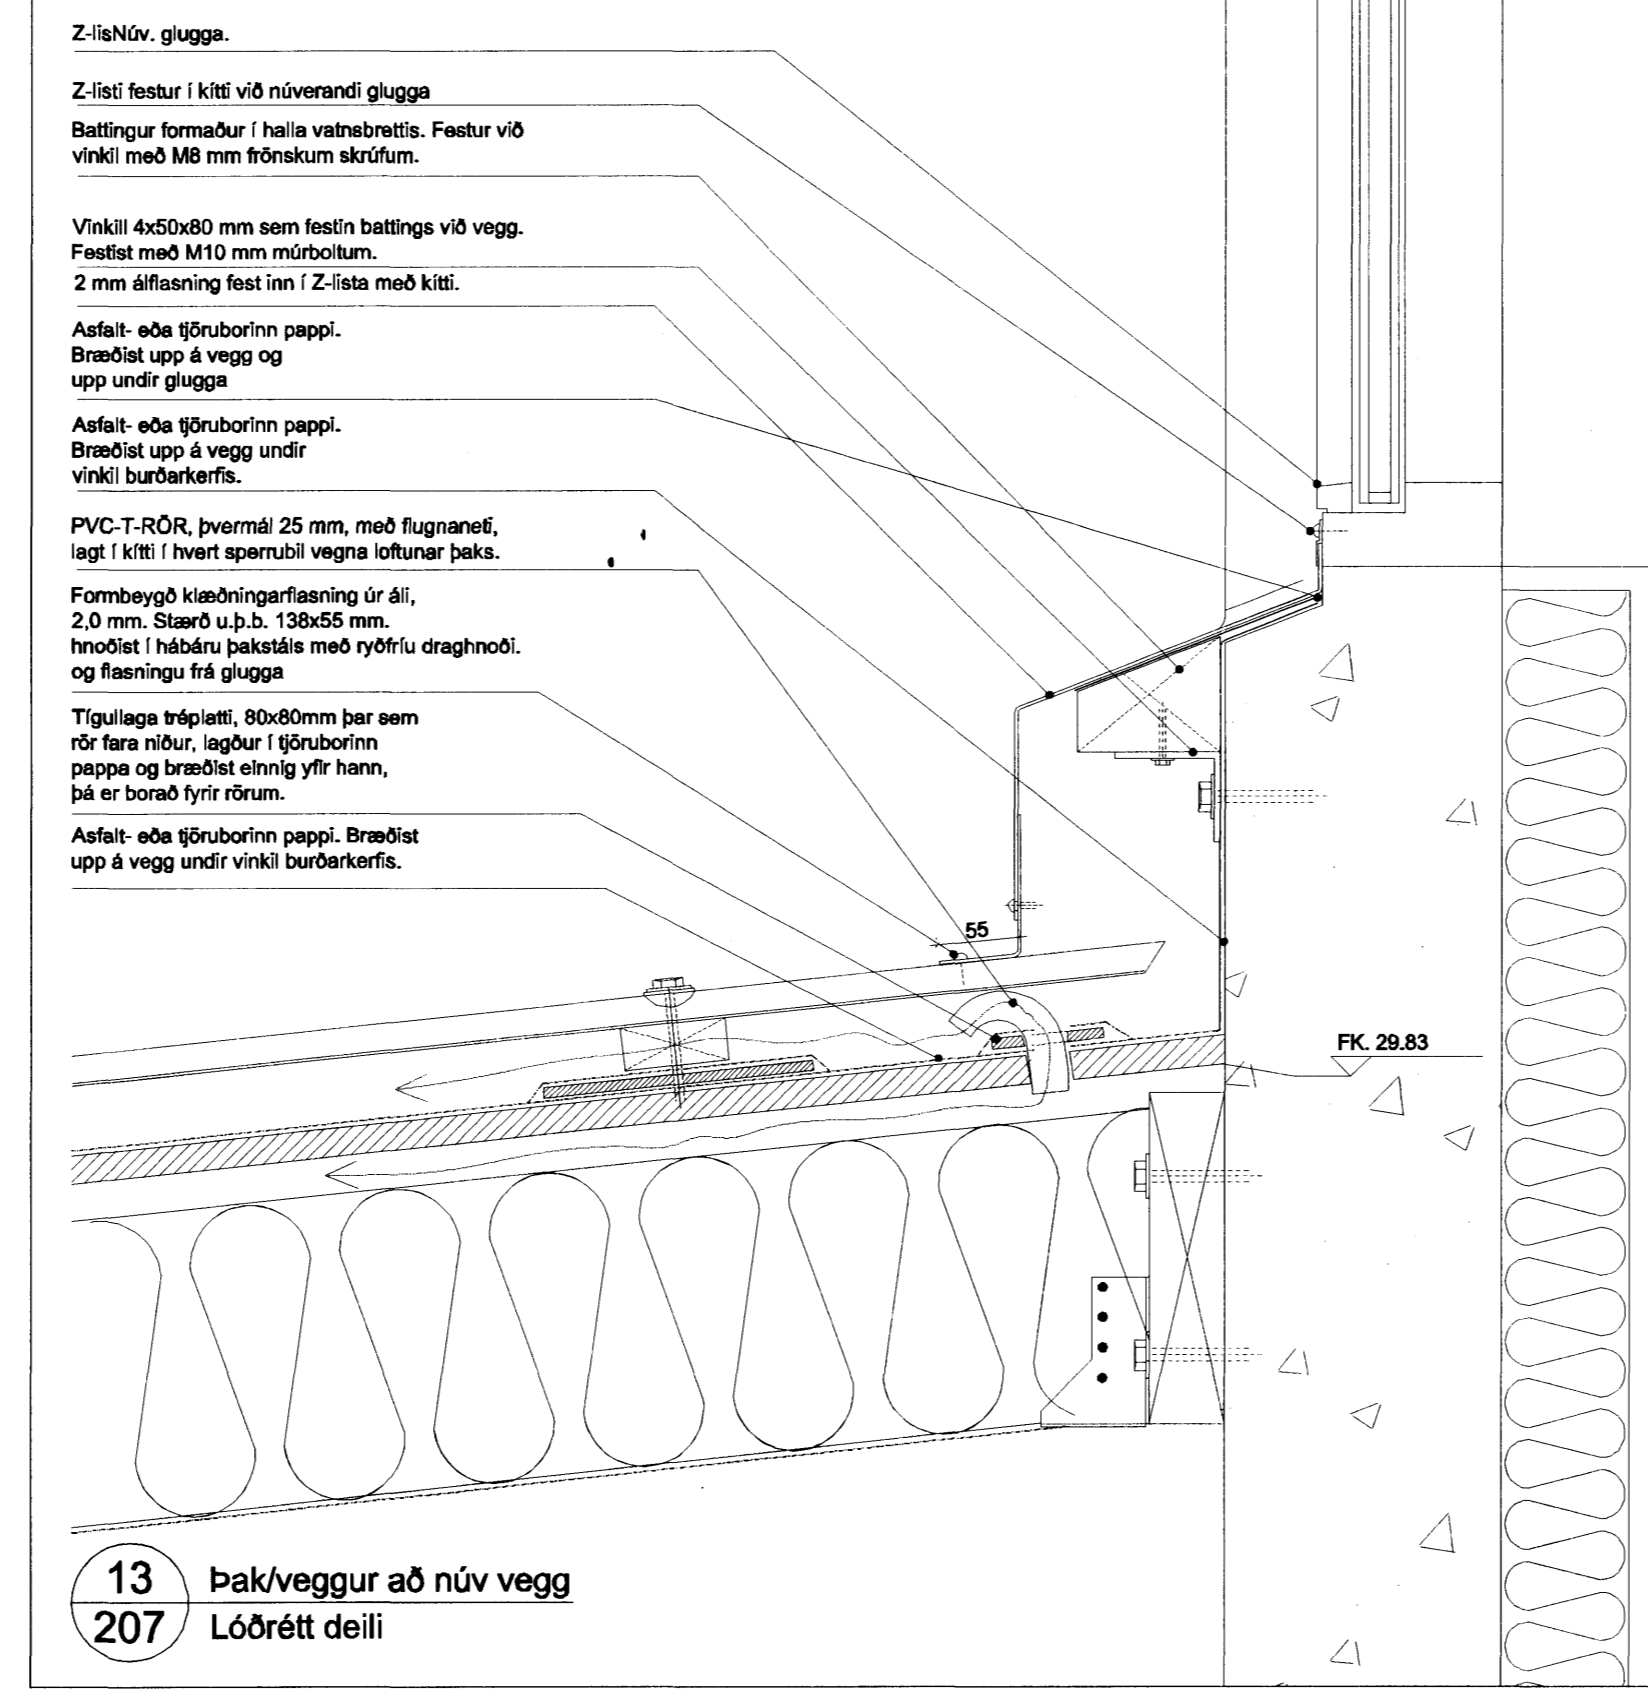 Z-lisNúv. glugga.
Z-listi festur í kítti við núverandi glugga
Battingur formaður í halla vatnsbrettis. Festur við
vinkil með M8 mm frönskum skrúfum.
Vinkill 4x50x80 mm sem festin battings við vegg.
Festist með M10 mm múrboltum.
2 mm álflasning fest inn í Z-lista með kítti.
Asfalt- eða tjöruborinn pappi.
Bræðist upp á vegg og
upp undir glugga
Asfalt- eða tjöruborinn pappi.
Bræðist upp á vegg undir
vinkil burðarkerfis.
PVC-T-RÖR, þvermál 25 mm, með flugnaneti,
lagt í kítti í hvert sperrubil vegna loftunar þaks.
Formbeygð klæðningarflasning úr áli,
2,0 mm. Stærð u.þ.b. 138x55 mm.
hnoðist í hábáru þakstáls með ryðfríu draghnoði.
og flasningu frá glugga
Tígullaga tréplatti, 80x80mm þar sem
rör fara niður, lagður í tjöruborinn
pappa og bræðist einnig yfir hann,
þá er borað fyrir rörum.
Asfalt- eða tjöruborinn pappi. Bræðist
upp á vegg undir vinkil burðarkerfis.
55
FK. 29.83
13
207
Þak/veggur að núv vegg
Lóðrétt deili